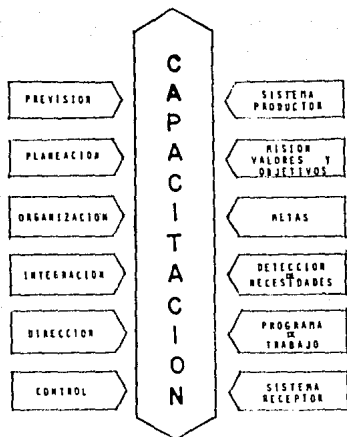 PREVISION
PLANEACION
ORGANIZACION
INTEGRACION
DIRECCION
CONTROL
CAPACITACION
SISTEMA
PRODUCTOR
MISION
VALORES Y
OBJETIVOS
METAS
DETECCION
DE
NECESIDADES
PROGRAMA
DE
TRABAJO
SISTEMA
RECEPTOR